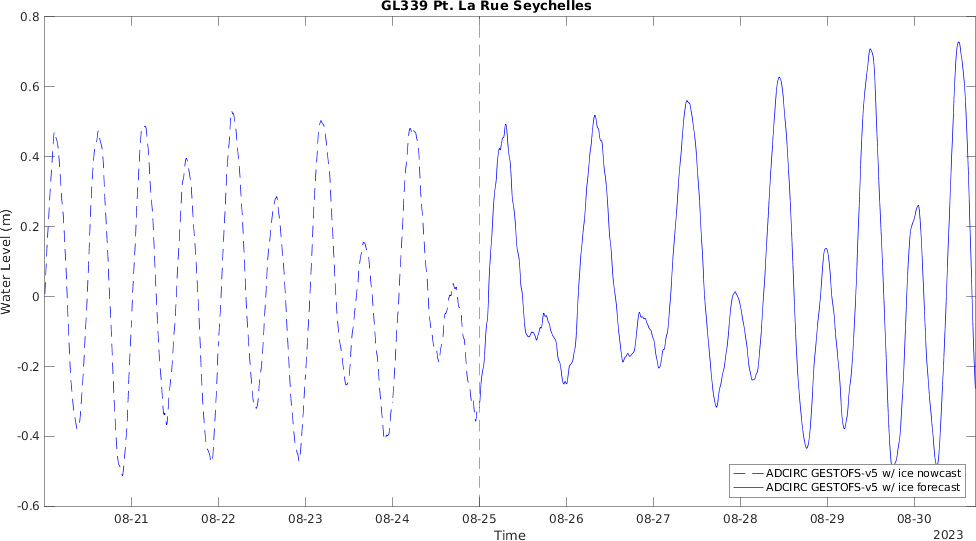 GL339 Pt. La Rue Seychelles
Water Level (m)
0.8
0.6
0.4
0.2
0
-0.2
-0.4
-0.6
ADCIRC GESTOFS-v5 w/ ice nowcast
ADCIRC GESTOFS-v5 w/ ice forecast
08-21 08-22 08-23 08-24 08-25 08-26 08-27 08-28 08-29 08-30
Time
2023